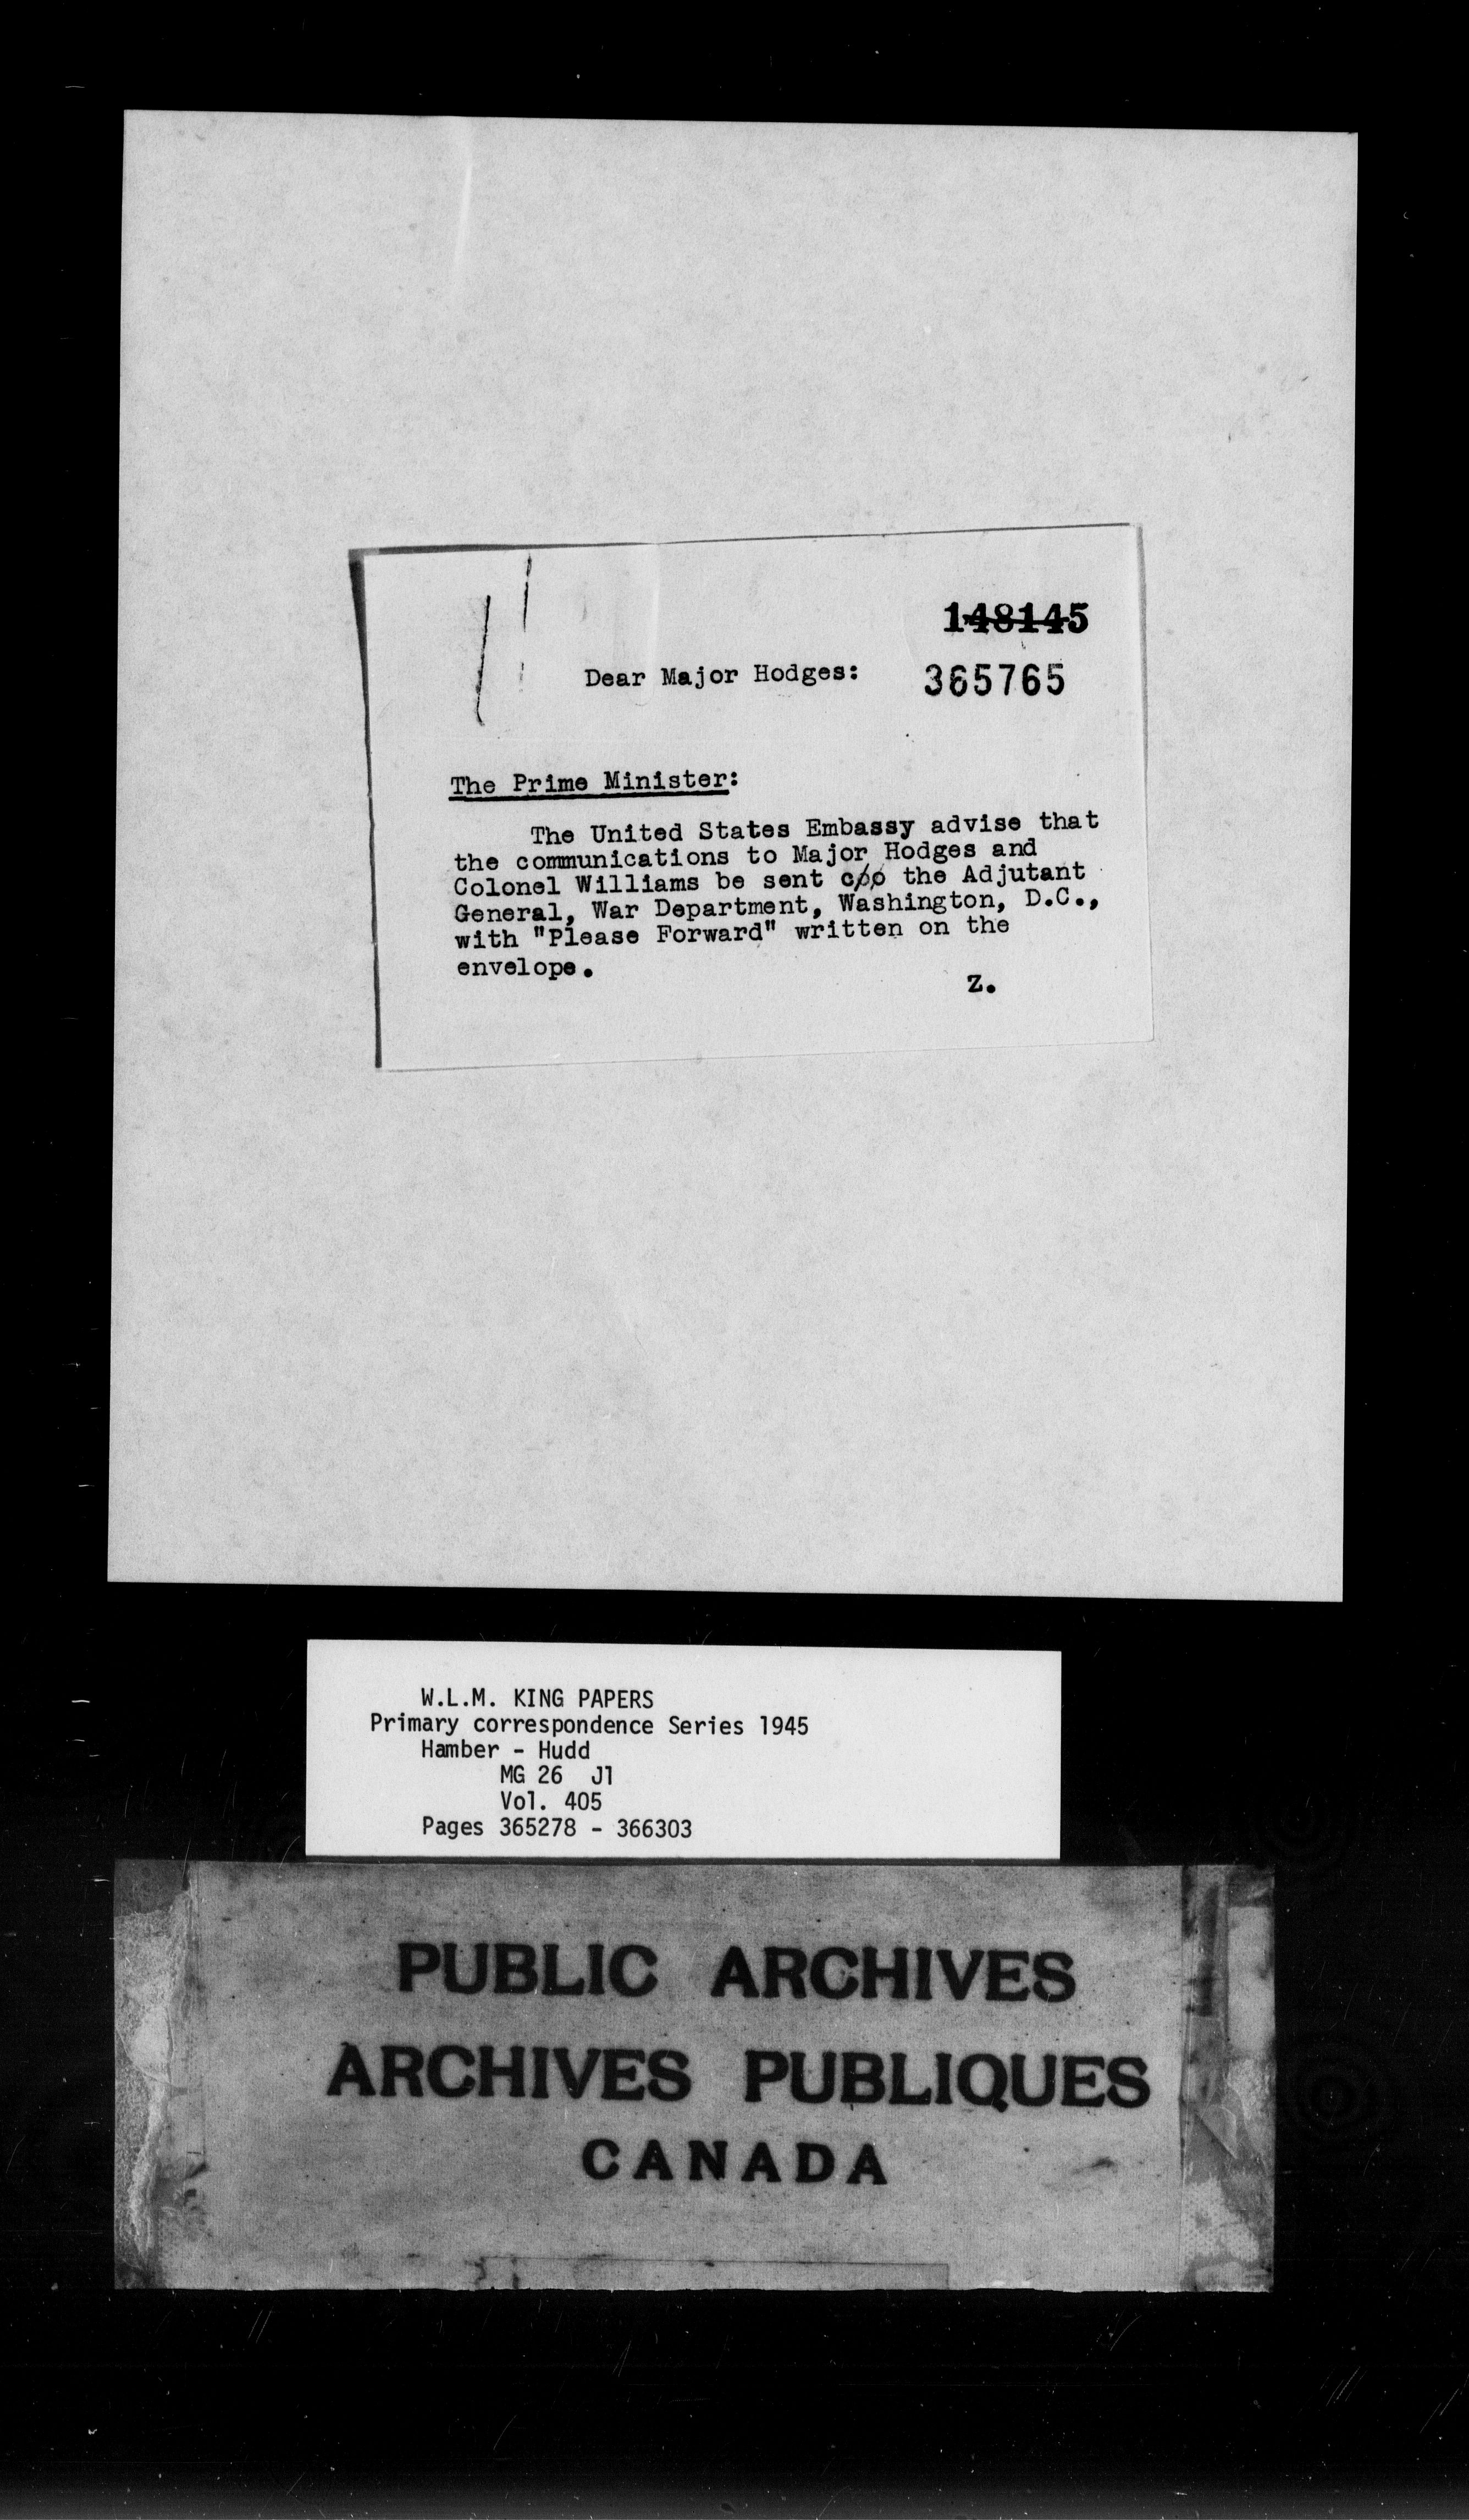 148145
Dear Major Hodges:
365765
The Prime Minister:
The United States Embassy advise that
the communications to Major Hodges and
Colonel Williams be sent c/o the Adjutant
General, War Department, Washington, D.C.,
with "Please Forward" written on the
envelope.
Z.
W.L.M. KING PAPERS
Primary correspondence Series 1945
Hamber - Hudd
MG 26 J1
Vol. 405
Pages 365278 - 366303
PUBLIC ARCHIVES
ARCHIVES PUBLIQUES
CANADA